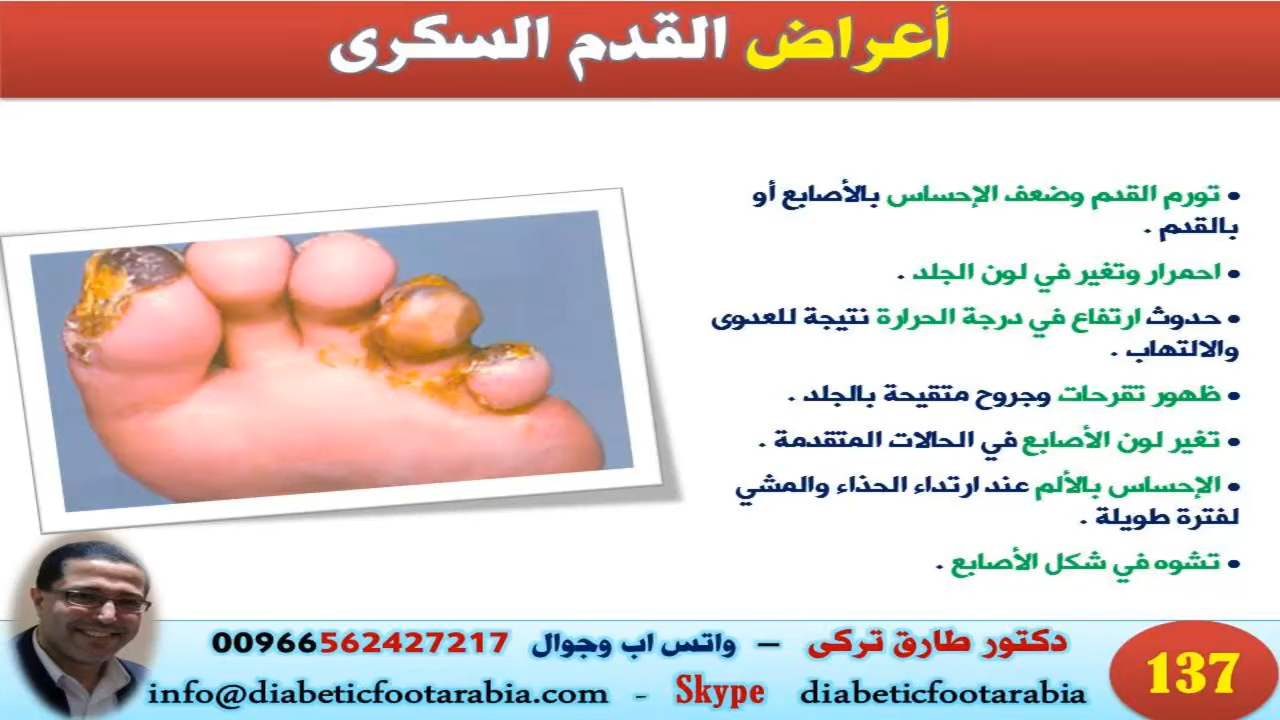 أعراض القدم السكرى
• تورم القدم وضعف الإحساس بالأصابع أو
بالقدم .
• احمرار وتغير في لون الجلد .
• حدوث ارتفاع في درجة الحرارة نتيجة للعدوى
والالتهاب .
• ظهور تقرحات وجروح متقيحة بالجلد .
• تغير لون الأصابع في الحالات المتقدمة .
• الإحساس بالألم عند ارتداء الحذاء والمشي
لفترة طويلة .
• تشوه في شكل الأصابع .
دكتور طارق تركى – واتس اب وجوال 00966562427217
info@diabeticfootarabia.com - Skype diabeticfootarabia
137